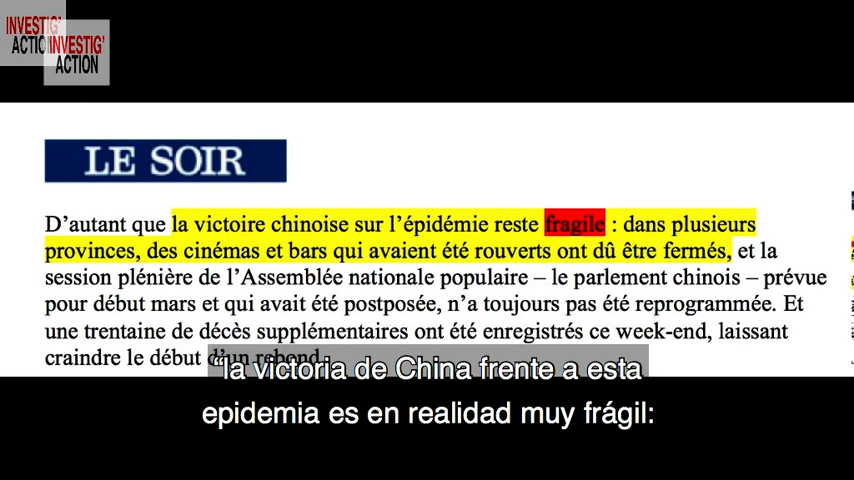 INVESTIG'
ACTION
INVESTIG'
ACTION
LE SOIR
D'autant que la victoire chinoise sur l'épidémie reste fragile : dans plusieurs
provinces, des cinémas et bars qui avaient été rouverts ont dû être fermés, et la
session plénière de l'Assemblée nationale populaire – le parlement chinois – prévue
pour début mars et qui avait été postposée, n'a toujours pas été reprogrammée. Et
une trentaine de décès supplémentaires ont été enregistrés ce week-end, laissant
craindre le début d'un rebond.
“la victoria de China frente a esta
epidemia es en realidad muy frágil: